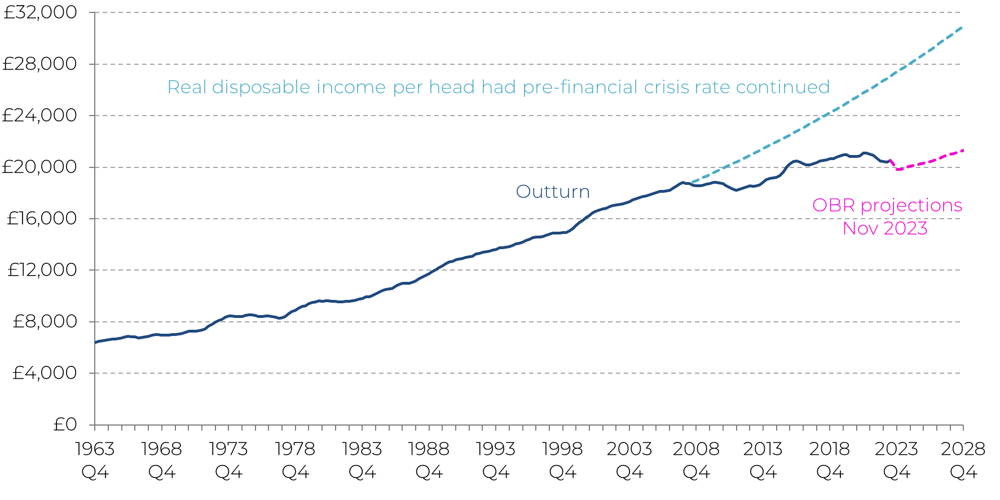 £32,000
£28,000
Real disposable income per head had pre-financial crisis rate continued
£24,000
£20,000
Outturn
£16,000
OBR projections
Nov 2023
£12,000
£8,000
£4,000
£0
1963 1968 1973 1978 1983 1988 1993 1998 2003 2008 2013 2018 2023 2028
Q4 Q4 Q4 Q4 Q4 Q4 Q4 Q4 Q4 Q4 Q4 Q4 Q4 Q4